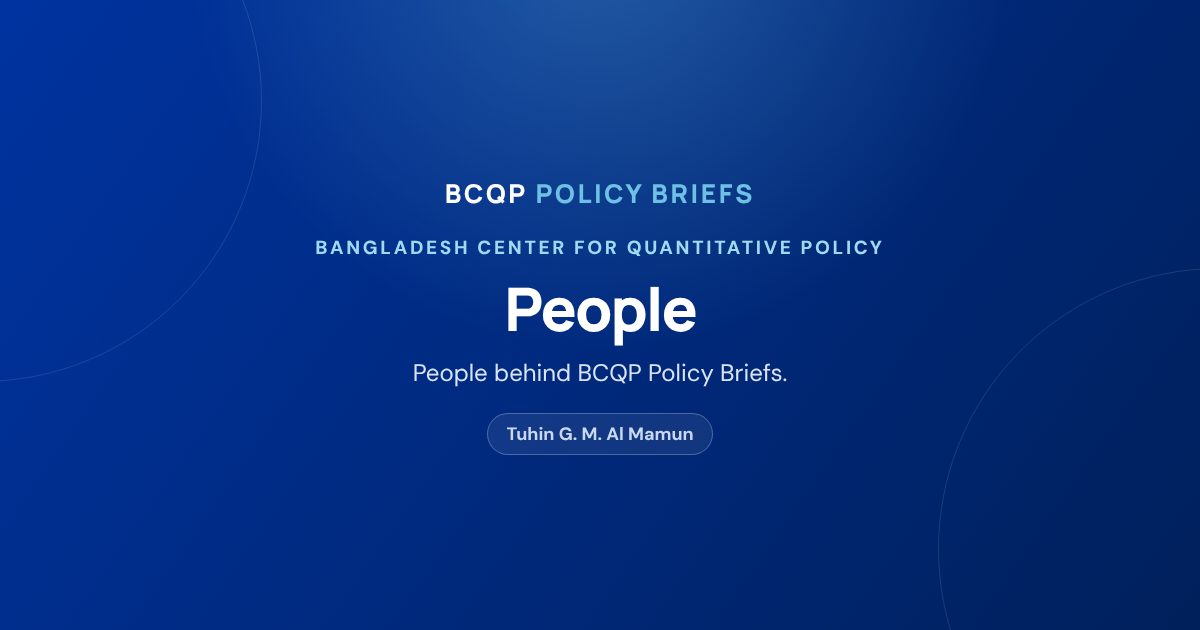 BCQP POLICY BRIEFS
BANGLADESH CENTER FOR QUANTITATIVE POLICY
People
People behind BCQP Policy Briefs.
Tuhin G. M. Al Mamun